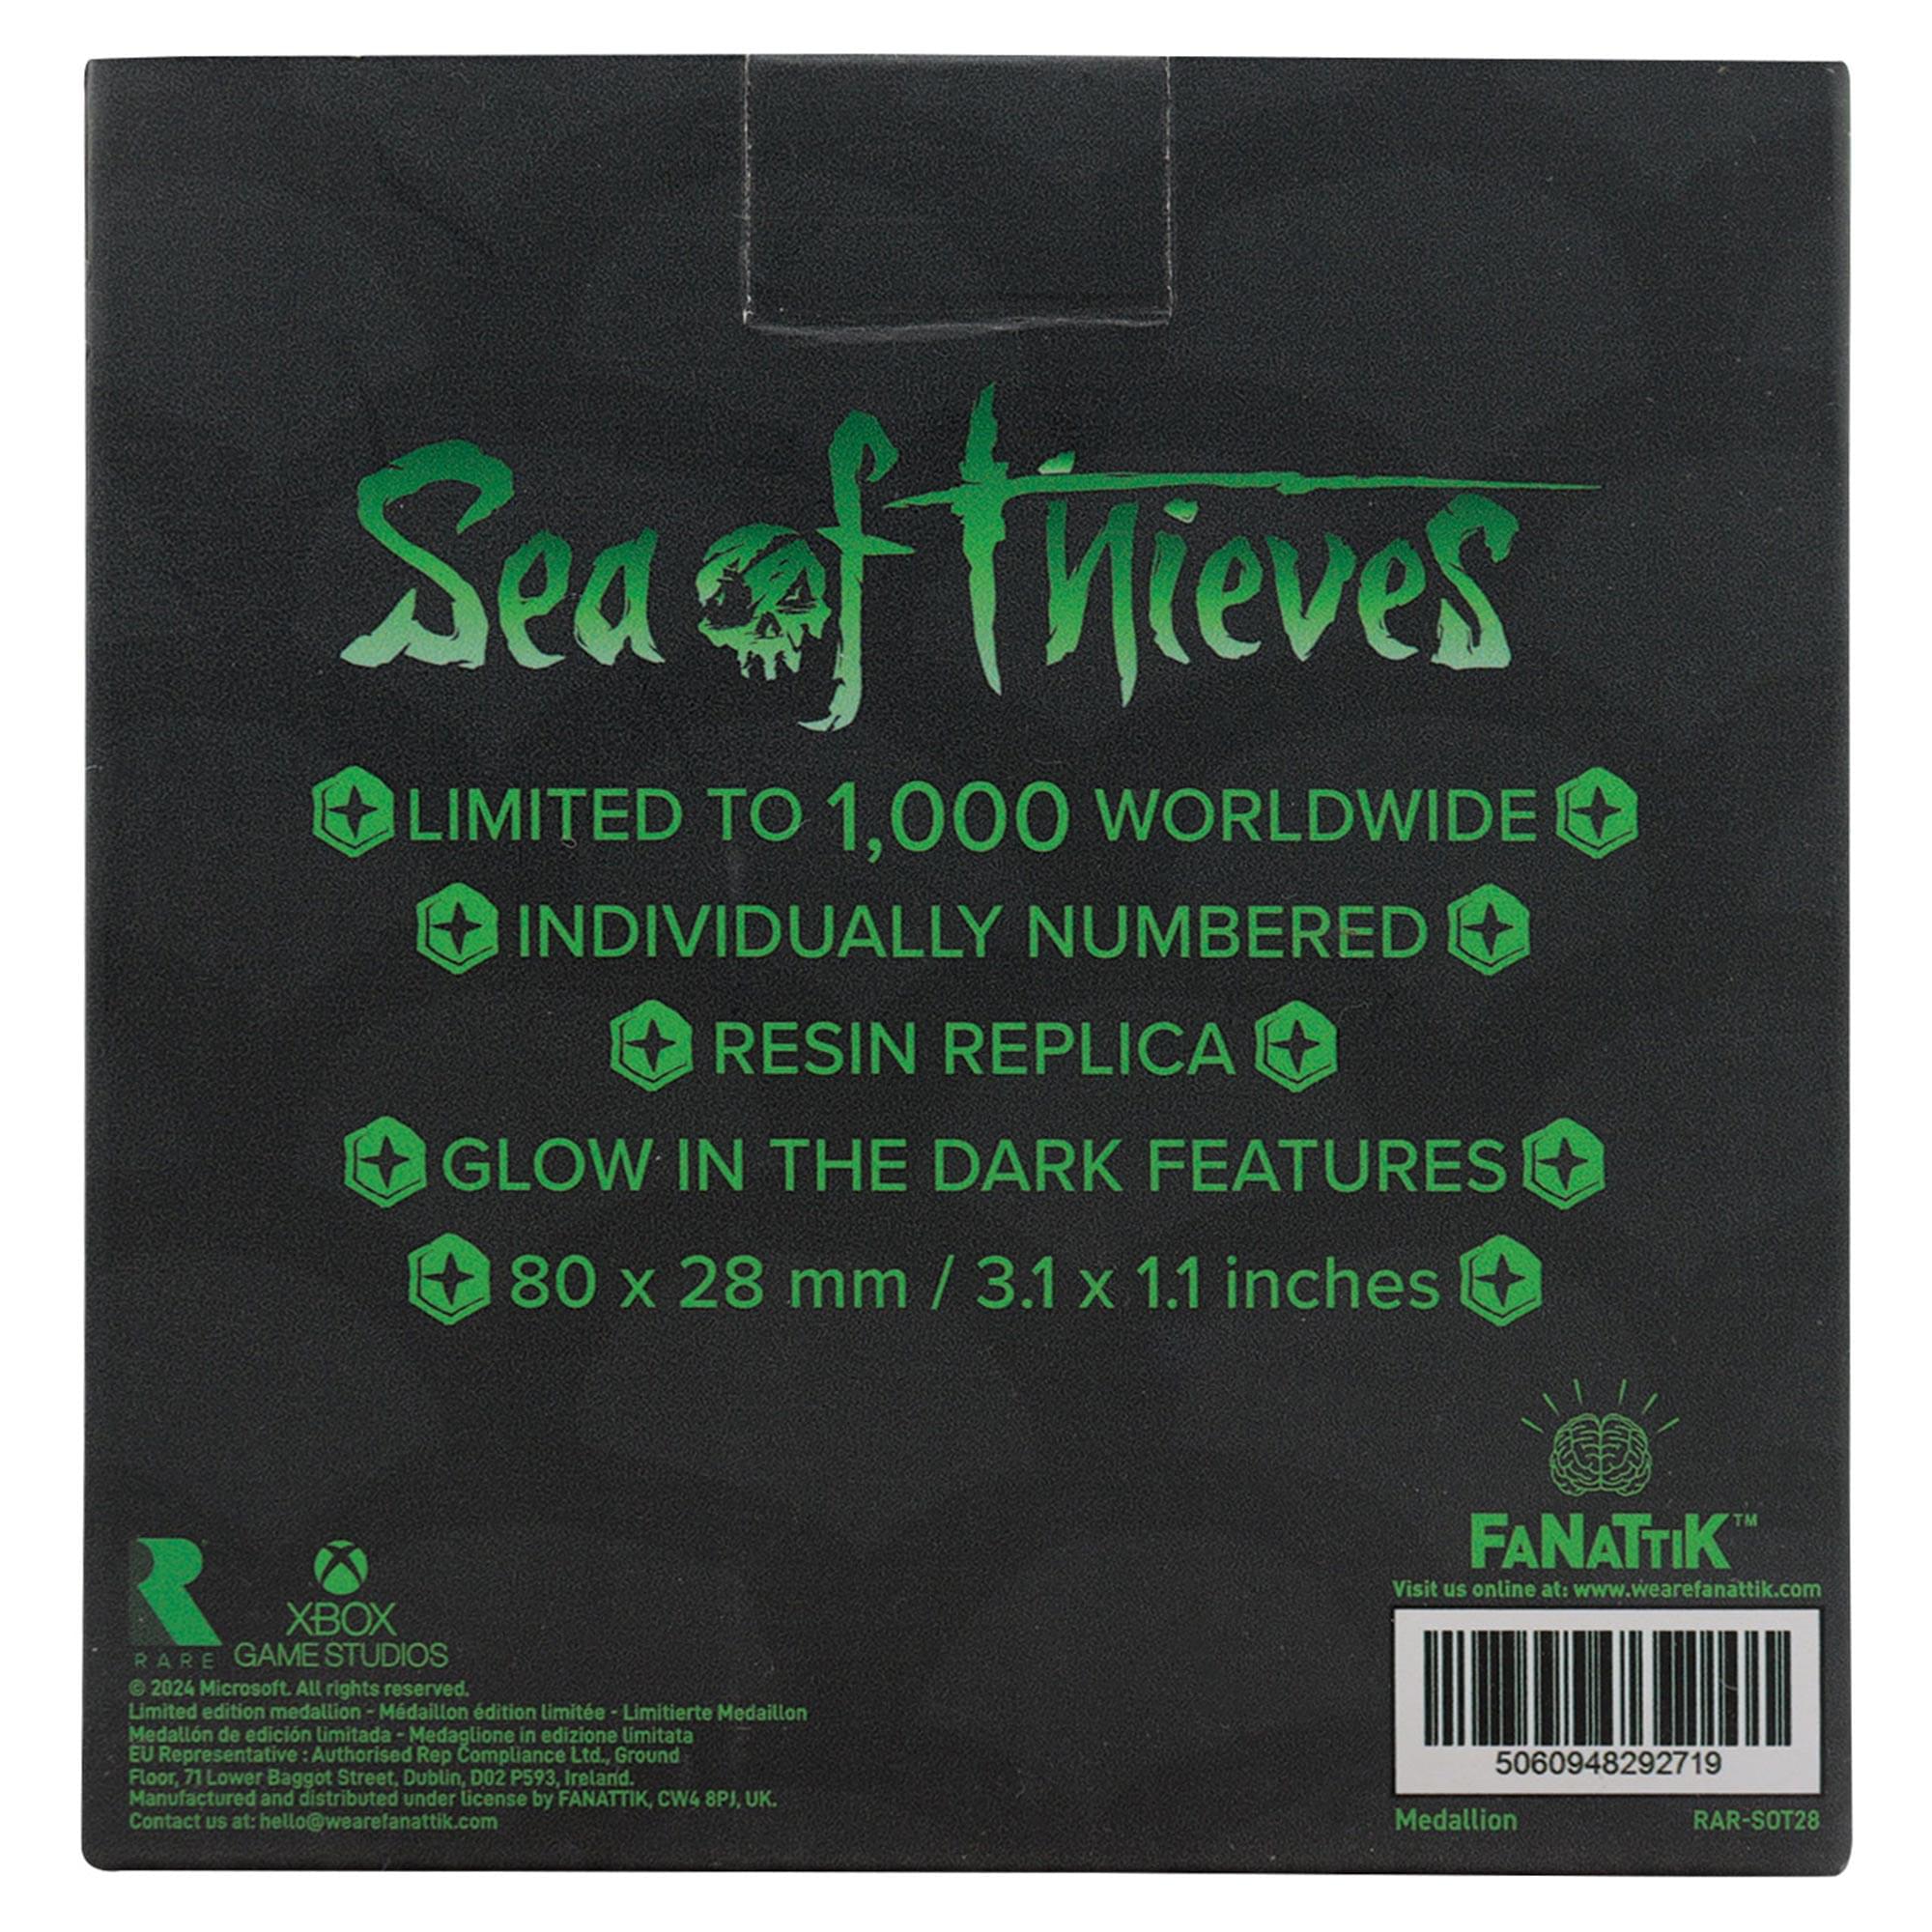 Sea of Thieves
LIMITED TO 1,000 WORLDWIDE
INDIVIDUALLY NUMBERED
RESIN REPLICA
GLOW IN THE DARK FEATURES
80 x 28 mm / 3.1 x 1.1 inches
FANATTIK™
Visit us online at: www.wearefanattik.com
5060948292719
Medallion RAR-SOT28
RARE
XBOX
GAME STUDIOS
© 2024 Microsoft. All rights reserved.
Limited edition medallion - Médaillon édition limitée - Limitierte Medaillon
Medallón de edición limitada - Medaglione in edizione limitata
EU Representative : Authorised Rep Compliance Ltd., Ground
Floor, 71 Lower Baggot Street, Dublin, D02 P593, Ireland.
Manufactured and distributed under license by FANATTIK, CW4 8PJ, UK.
Contact us at: hello@wearefanattik.com